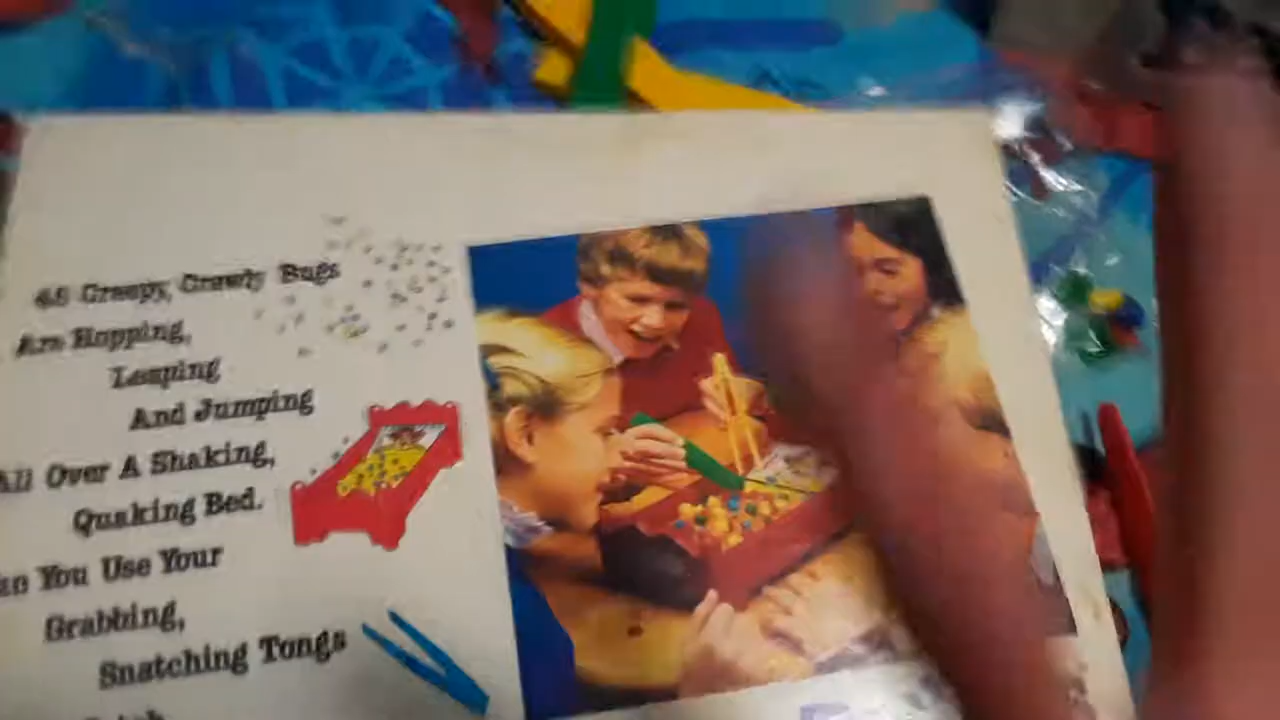 Creepy, Crawly Bugs
Are Hopping,
Leaping
And Jumping
All Over A Shaking,
Quaking Bed.
You Use Your
Grabbing,
Snatching Tongs